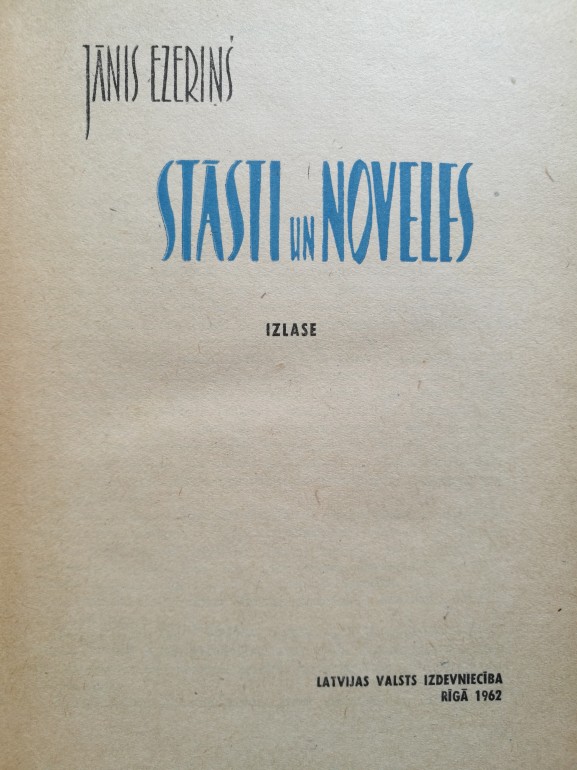 JĀNIS EZERIŅŠ
STĀSTI UN NOVELES
IZLASE
LATVIJAS VALSTS IZDEVNIECĪBA
RĪGĀ 1962